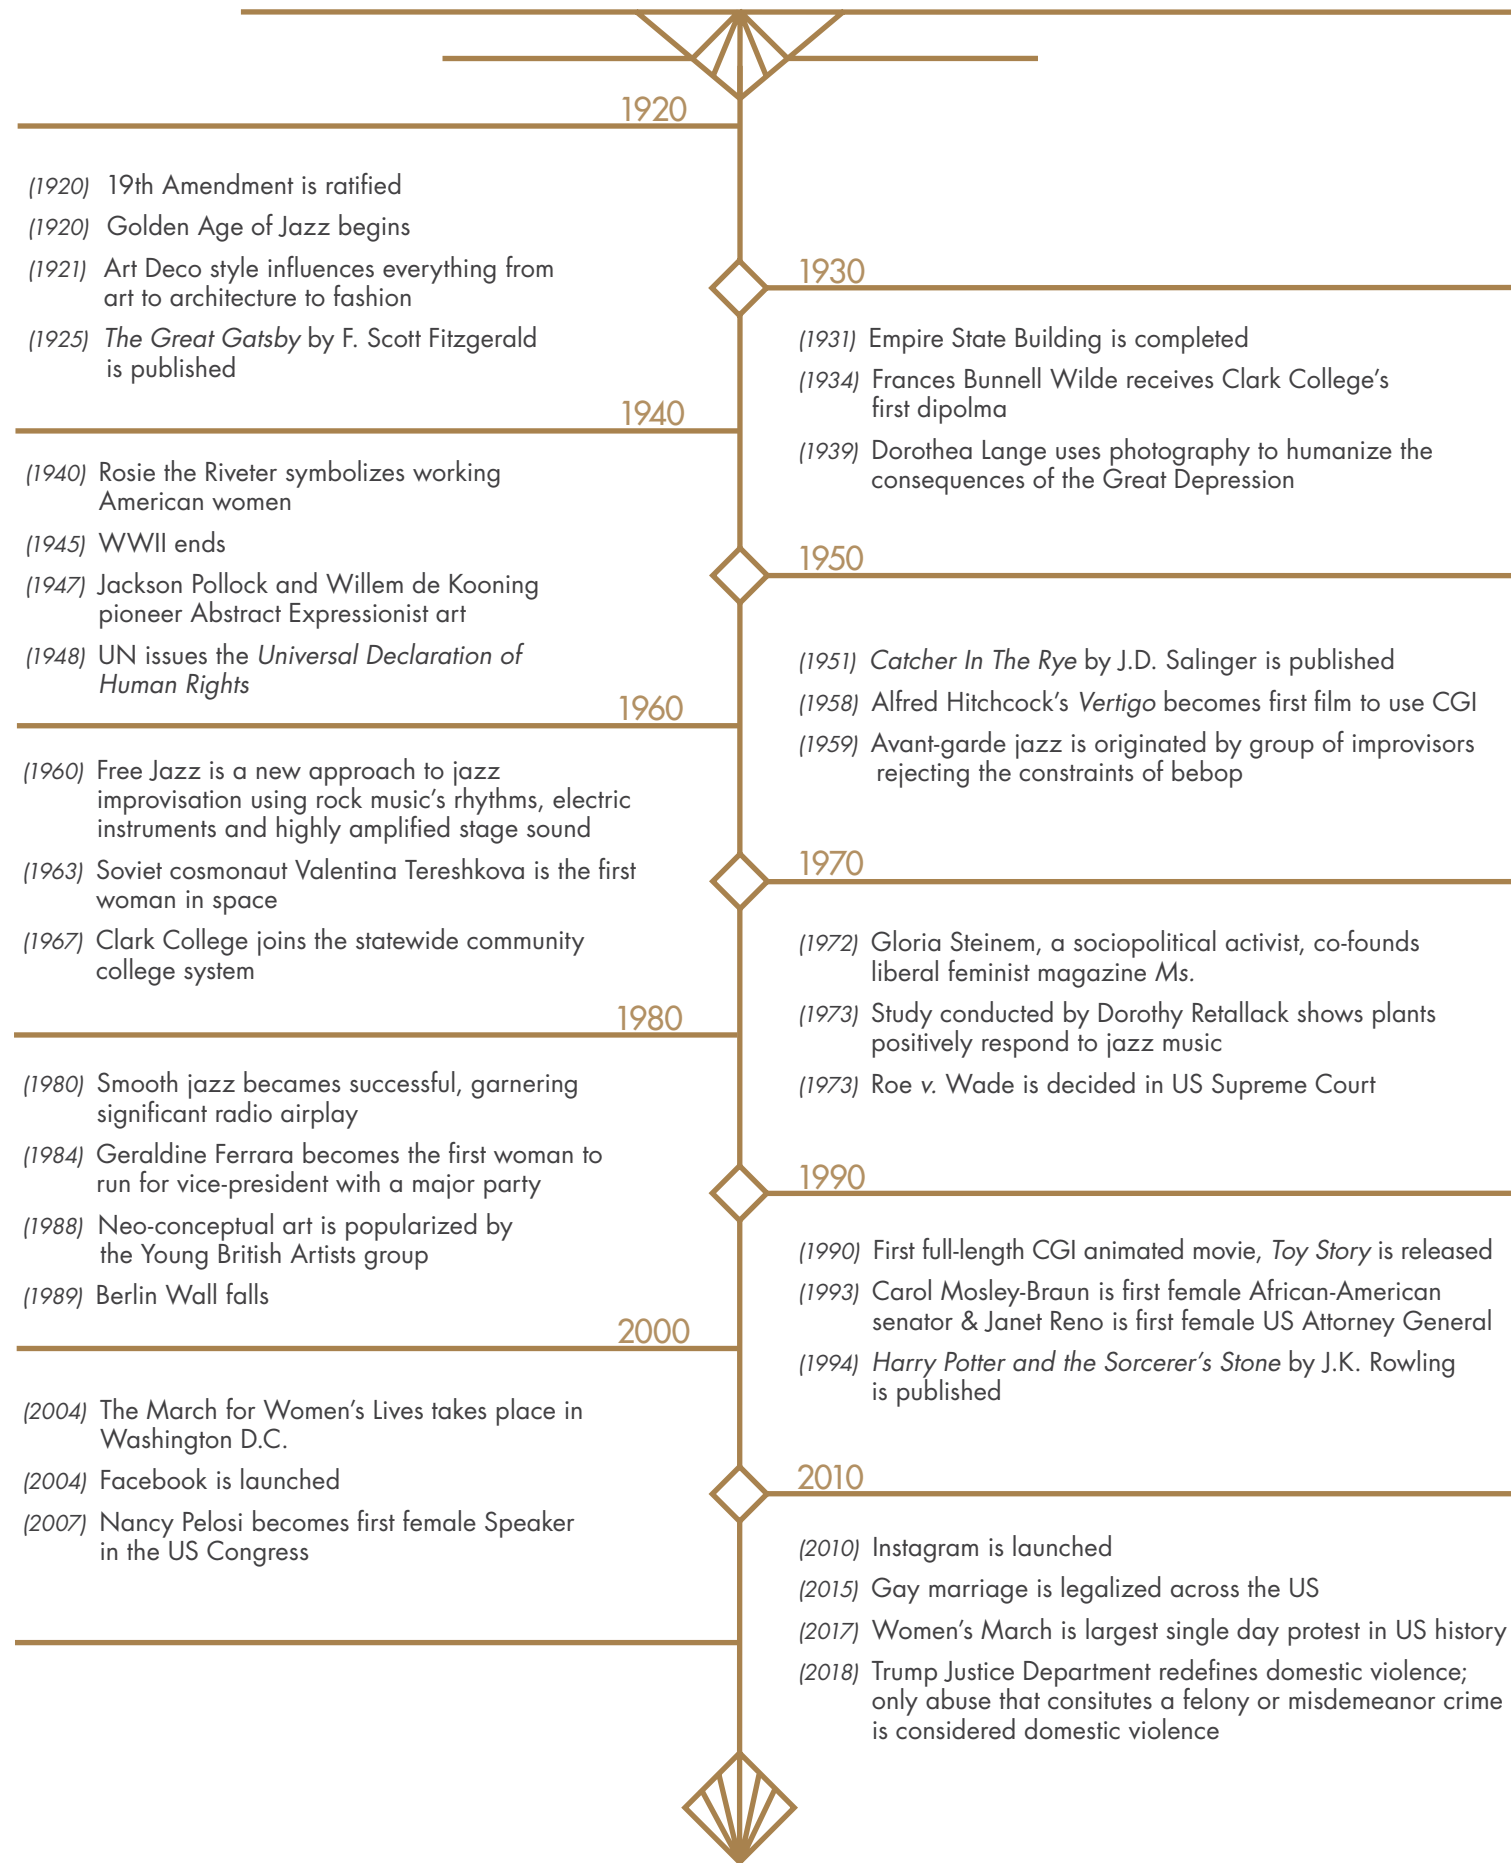 1920
(1920) 19th Amendment is ratified
(1920) Golden Age of Jazz begins
(1921) Art Deco style influences everything from
art to architecture to fashion
(1925) The Great Gatsby by F. Scott Fitzgerald
is published
1930
(1931) Empire State Building is completed
(1934) Frances Bunnell Wilde receives Clark College's
first dipolma
(1939) Dorothea Lange uses photography to humanize the
consequences of the Great Depression
1940
(1940) Rosie the Riveter symbolizes working
American women
(1945) WWII ends
(1947) Jackson Pollock and Willem de Kooning
pioneer Abstract Expressionist art
(1948) UN issues the Universal Declaration of
Human Rights
1950
(1951) Catcher In The Rye by J.D. Salinger is published
(1958) Alfred Hitchcock's Vertigo becomes first film to use CGI
(1959) Avant-garde jazz is originated by group of improvisors
rejecting the constraints of bebop
1960
(1960) Free Jazz is a new approach to jazz
improvisation using rock music's rhythms, electric
instruments and highly amplified stage sound
(1963) Soviet cosmonaut Valentina Tereshkova is the first
woman in space
(1967) Clark College joins the statewide community
college system
1970
(1972) Gloria Steinem, a sociopolitical activist, co-founds
liberal feminist magazine Ms.
(1973) Study conducted by Dorothy Retallack shows plants
positively respond to jazz music
(1973) Roe v. Wade is decided in US Supreme Court
1980
(1980) Smooth jazz becames successful, garnering
significant radio airplay
(1984) Geraldine Ferrara becomes the first woman to
run for vice-president with a major party
(1988) Neo-conceptual art is popularized by
the Young British Artists group
(1989) Berlin Wall falls
1990
(1990) First full-length CGI animated movie, Toy Story is released
(1993) Carol Mosley-Braun is first female African-American
senator & Janet Reno is first female US Attorney General
(1994) Harry Potter and the Sorcerer's Stone by J.K. Rowling
is published
2000
(2004) The March for Women's Lives takes place in
Washington D.C.
(2004) Facebook is launched
(2007) Nancy Pelosi becomes first female Speaker
in the US Congress
2010
(2010) Instagram is launched
(2015) Gay marriage is legalized across the US
(2017) Women's March is largest single day protest in US history
(2018) Trump Justice Department redefines domestic violence;
only abuse that consitutes a felony or misdemeanor crime
is considered domestic violence